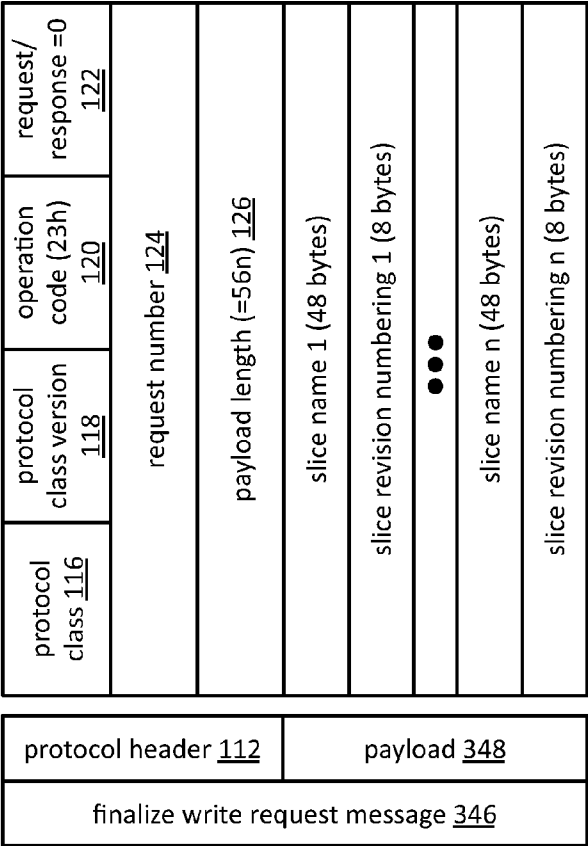 request/
response =0
122
operation
code (23h)
120
protocol
class version
118
protocol
class 116
request number 124
payload length (=56n) 126
slice name 1 (48 bytes)
slice revision numbering 1 (8 bytes)
●●●
slice name n (48 bytes)
slice revision numbering n (8 bytes)
protocol header 112
payload 348
finalize write request message 346